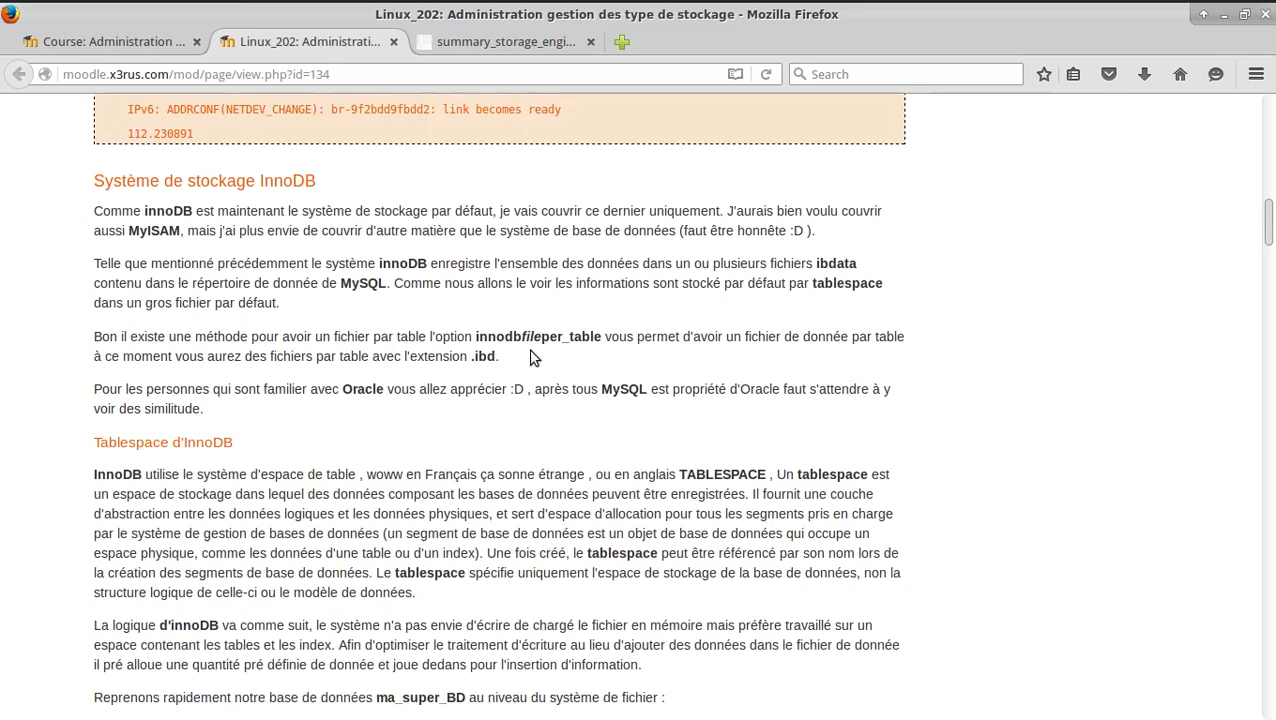 Linux_202: Administration gestion des type de stockage - Mozilla Firefox
Course: Administration ...
Linux_202: Administrati...
summary_storage_engi...
moodle.x3rus.com/mod/page/view.php?id=134
Search
IPv6: ADDRCONF(NETDEV_CHANGE): br-9f2bdd9fbdd2: link becomes ready
112.230891
Système de stockage InnoDB
Comme innoDB est maintenant le système de stockage par défaut, je vais couvrir ce dernier uniquement. J'aurais bien voulu couvrir
aussi MyISAM, mais j'ai plus envie de couvrir d'autre matière que le système de base de données (faut être honnête :D ).
Telle que mentionné précédemment le système innoDB enregistre l'ensemble des données dans un ou plusieurs fichiers ibdata
contenu dans le répertoire de donnée de MySQL. Comme nous allons le voir les informations sont stocké par défaut par tablespace
dans un gros fichier par défaut.
Bon il existe une méthode pour avoir un fichier par table l'option innodbfileper_table vous permet d'avoir un fichier de donnée par table
à ce moment vous aurez des fichiers par table avec l'extension .ibd.
Pour les personnes qui sont familier avec Oracle vous allez apprécier :D , après tous MySQL est propriété d'Oracle faut s'attendre à y
voir des similitude.
Tablespace d'InnoDB
InnoDB utilise le système d'espace de table , woww en Français ça sonne étrange , ou en anglais TABLESPACE , Un tablespace est
un espace de stockage dans lequel des données composant les bases de données peuvent être enregistrées. Il fournit une couche
d'abstraction entre les données logiques et les données physiques, et sert d'espace d'allocation pour tous les segments pris en charge
par le système de gestion de bases de données (un segment de base de données est un objet de base de données qui occupe un
espace physique, comme les données d'une table ou d'un index). Une fois créé, le tablespace peut être référencé par son nom lors de
la création des segments de base de données. Le tablespace spécifie uniquement l'espace de stockage de la base de données, non la
structure logique de celle-ci ou le modèle de données.
La logique d'innoDB va comme suit, le système n'a pas envie d'écrire de chargé le fichier en mémoire mais préfère travaillé sur un
espace contenant les tables et les index. Afin d'optimiser le traitement d'écriture au lieu d'ajouter des données dans le fichier de donnée
il pré alloue une quantité pré définie de donnée et joue dedans pour l'insertion d'information.
Reprenons rapidement notre base de données ma_super_BD au niveau du système de fichier :